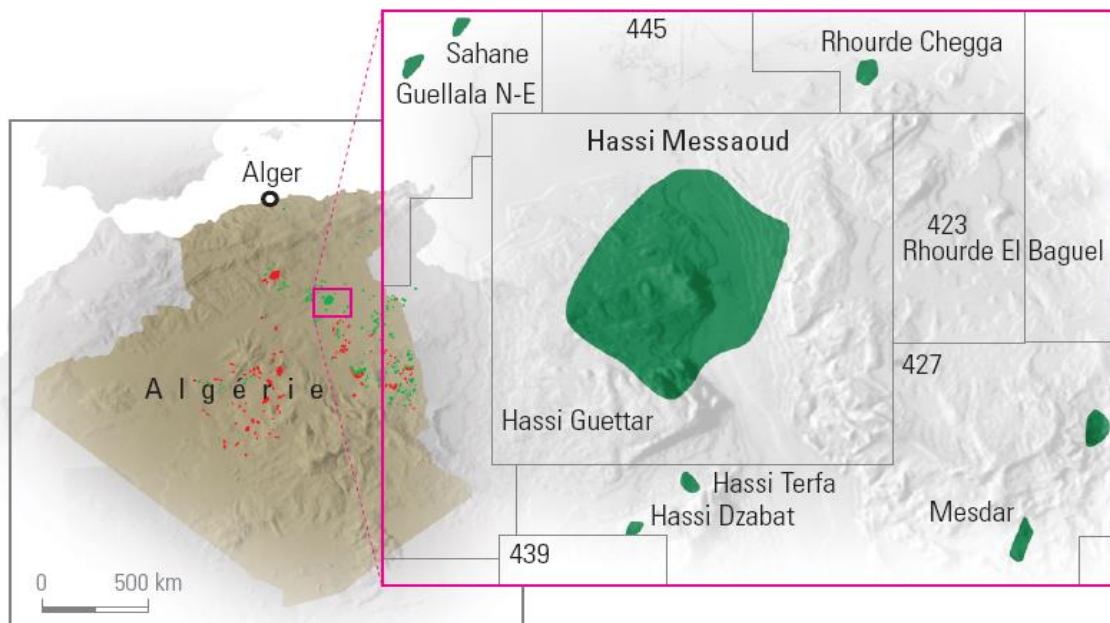 445
Rhourde Chegga
Sahane
Guellala N-E
Hassi Messaoud
Alger
423
Rhourde El Baguel
427
Algérie
Hassi Guettar
Hassi Terfa
Hassi Dzabat
Mesdar
439
0 500 km